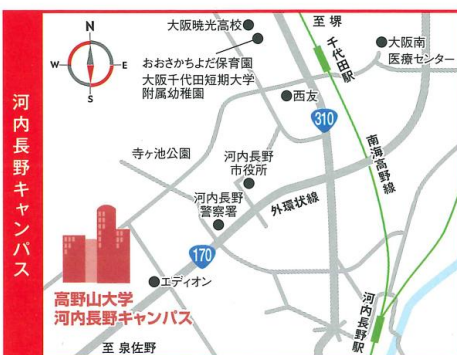 河内長野キャンパス
N
W
E
S
大阪暁光高校
至 堺
おおさかちよだ保育園
大阪千代田短期大学
附属幼稚園
千代田駅
大阪南
医療センター
西友
310
南海高野線
寺ヶ池公園
河内長野
市役所
河内長野
警察署
外環状線
170
エディオン
高野山大学
河内長野キャンパス
河内長野駅
至 泉佐野